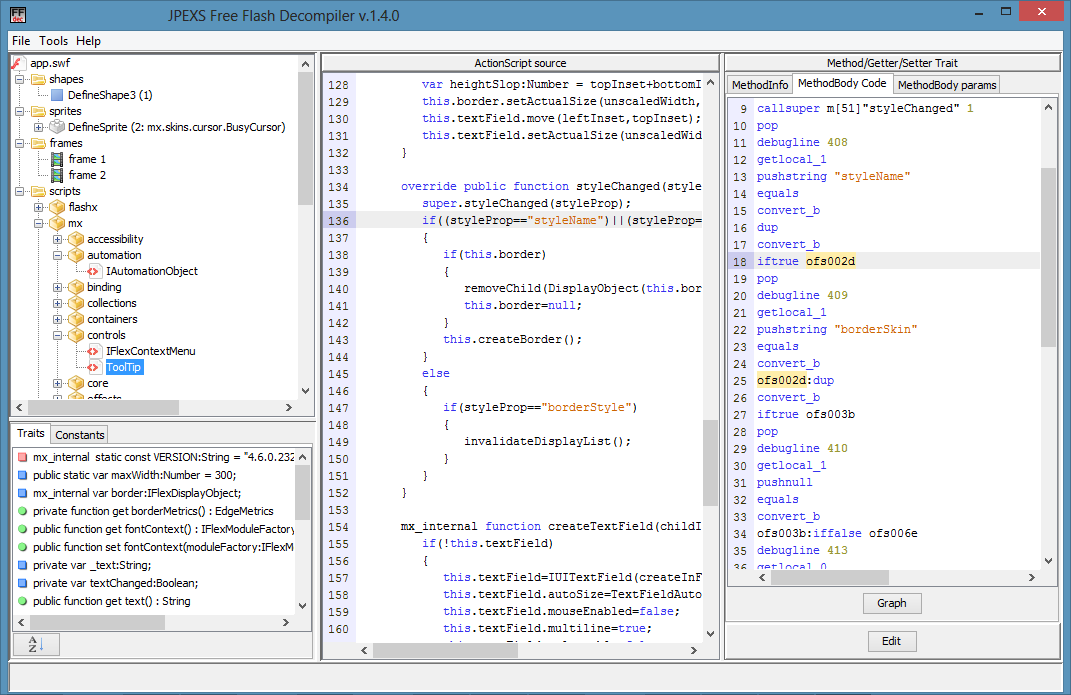 FF
dec
JPEXS Free Flash Decompiler v.1.4.0
File Tools Help
app.swf
shapes
DefineShape3 (1)
sprites
DefineSprite (2: mx.skins.cursor.BusyCursor)
frames
frame 1
frame 2
scripts
flashx
mx
accessibility
automation
IAutomationObject
binding
collections
containers
controls
IFlexContextMenu
ToolTip
core
effects
Traits Constants
mx_internal static const VERSION:String = "4.6.0.232
public static var maxWidth:Number = 300;
mx_internal var border:IFlexDisplayObject;
private function get borderMetrics() : EdgeMetrics
public function get fontContext() : IFlexModuleFactory
public function set fontContext(moduleFactory:IFlexM
private var _text:String;
private var textChanged:Boolean;
public function get text() : String
A
Z
ActionScript source
128 var heightSlop:Number = topInset+bottomI
129 this.border.setActualSize(unscaledWidth,
130 this.textField.move(leftInset,topInset);
131 this.textField.setActualSize(unscaledWid
132 }
133
134 override public function styleChanged(style
135 super.styleChanged(styleProp);
136 if((styleProp=="styleName")||(styleProp=
137 {
138 if(this.border)
139 {
140 removeChild(DisplayObject(this.bor
141 this.border=null;
142 }
143 this.createBorder();
144 }
145 else
146 {
147 if(styleProp=="borderStyle")
148 {
149 invalidateDisplayList();
150 }
151 }
152 }
153
154 mx_internal function createTextField(childI
155 if(!this.textField)
156 {
157 this.textField=IUITextField(createInF
158 this.textField.autoSize=TextFieldAuto
159 this.textField.mouseEnabled=false;
160 this.textField.multiline=true;
Method/Getter/Setter Trait
MethodInfo MethodBody Code MethodBody params
9 callsuper m[51]"styleChanged" 1
10 pop
11 debugline 408
12 getlocal_1
13 pushstring "styleName"
14 equals
15 convert_b
16 dup
17 convert_b
18 iftrue ofs002d
19 pop
20 debugline 409
21 getlocal_1
22 pushstring "borderSkin"
23 equals
24 convert_b
25 ofs002d:dup
26 convert_b
27 iftrue ofs003b
28 pop
29 debugline 410
30 getlocal_1
31 pushnull
32 equals
33 convert_b
34 ofs003b:iffalse ofs006e
35 debugline 413
36 getlocal_0
Graph
Edit